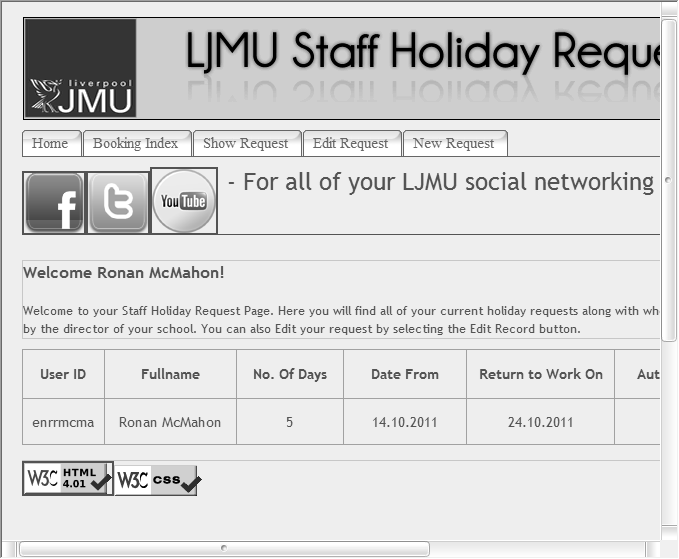 liverpool
JMU
LJMU Staff Holiday Reque
Home
Booking Index
Show Request
Edit Request
New Request
f
t
You Tube
- For all of your LJMU social networking
Welcome Ronan McMahon!
Welcome to your Staff Holiday Request Page. Here you will find all of your current holiday requests along with whe
by the director of your school. You can also Edit your request by selecting the Edit Record button.
User ID Fullname No. Of Days Date From Return to Work On Aut
enrrmcma Ronan McMahon 5 14.10.2011 24.10.2011
W3C HTML 4.01
W3C CSS